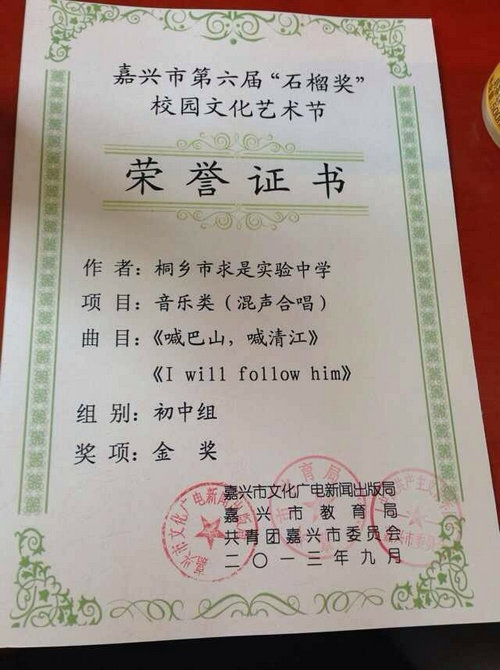 嘉兴市第六届“石榴奖”
校园文化艺术节
荣誉证书
作 者：桐乡市求是实验中学
项 目：音乐类（混声合唱）
曲 目：《喊巴山，喊清江》
《I will follow him》
组 别：初中组
奖 项：金 奖
嘉兴市文化广电新闻出版局
嘉兴市教育局
共青团嘉兴市委员会
二〇一三年九月